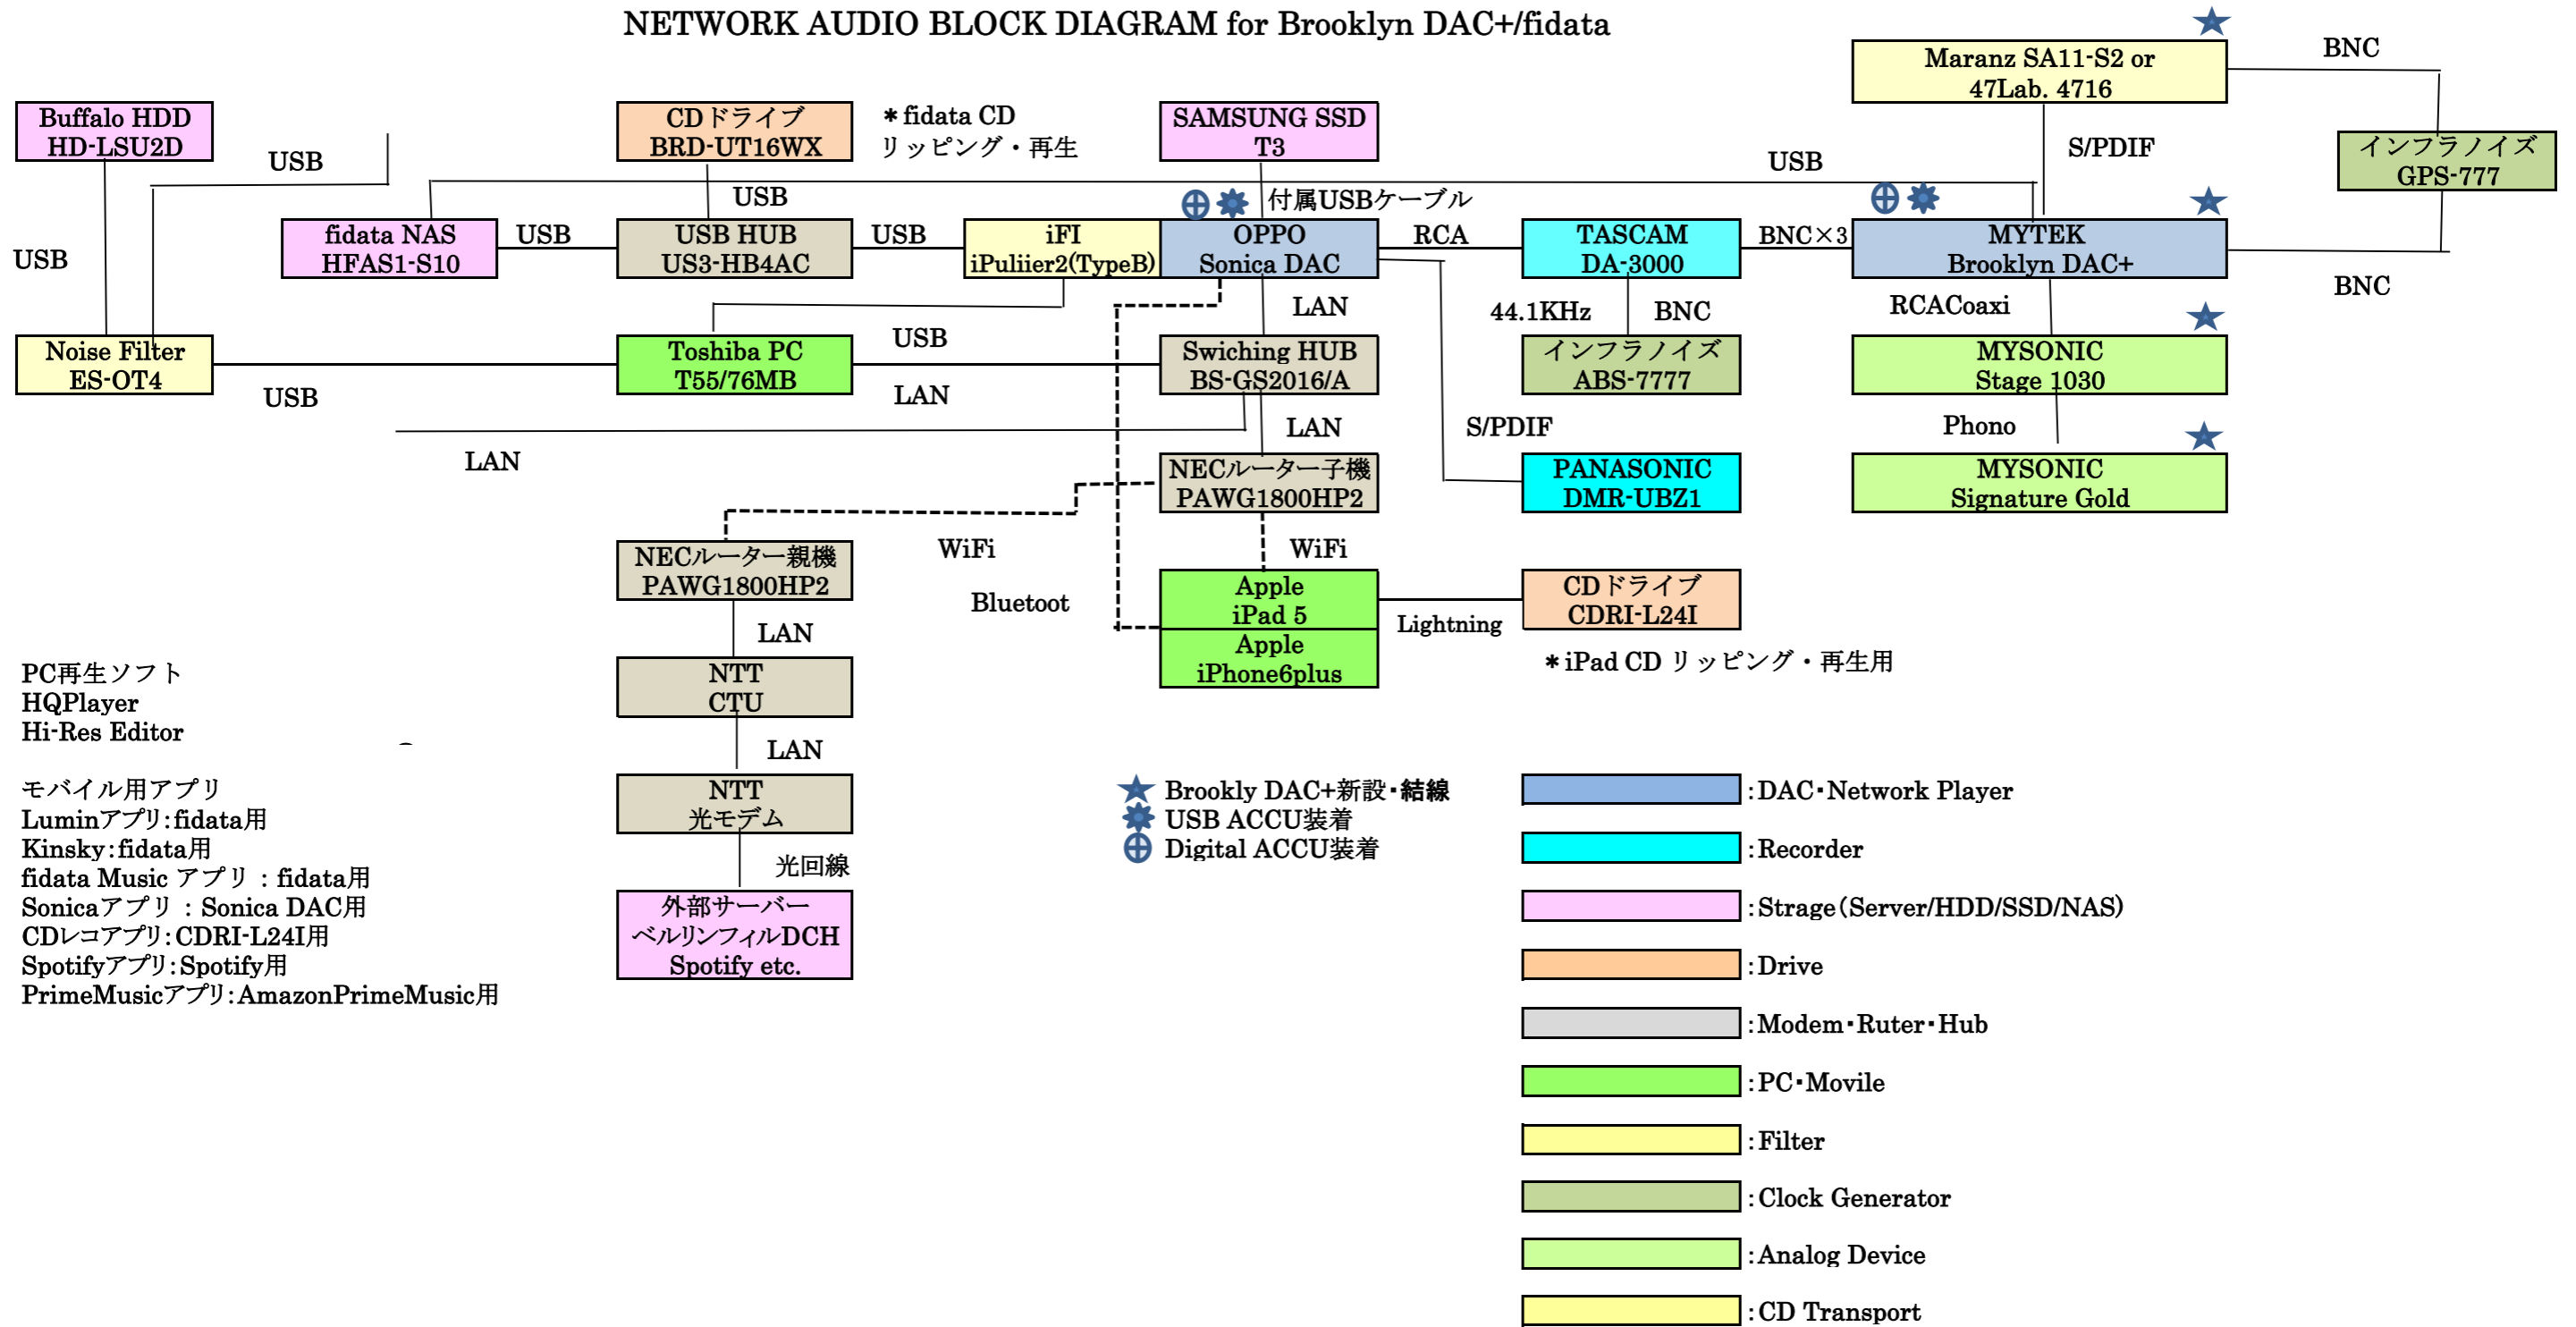 NETWORK AUDIO BLOCK DIAGRAM for Brooklyn DAC+/fidata
Maranz SA11-S2 or
47Lab. 4716
BNC
Buffalo HDD
HD-LSU2D
USB
CDドライブ
BRD-UT16WX
＊fidata CD
リッピング・再生
SAMSUNG SSD
T3
USB
S/PDIF
インフラノイズ
GPS-777
USB
付属USBケーブル
USB
fidata NAS
HFAS1-S10
USB
USB HUB
US3-HB4AC
USB
iFI
iPuliier2(TypeB)
OPPO
Sonica DAC
RCA
TASCAM
DA-3000
BNC×3
MYTEK
Brooklyn DAC+
BNC
LAN
44.1KHz
BNC
RCACoaxi
USB
Noise Filter
ES-OT4
USB
Toshiba PC
T55/76MB
LAN
Swiching HUB
BS-GS2016/A
インフラノイズ
ABS-7777
MYSONIC
Stage 1030
LAN
LAN
S/PDIF
Phono
NECルーター子機
PAWG1800HP2
PANASONIC
DMR-UBZ1
MYSONIC
Signature Gold
NECルーター親機
PAWG1800HP2
WiFi
WiFi
Bluetoot
Apple
iPad 5
Lightning
CDドライブ
CDRI-L24I
Apple
iPhone6plus
＊iPad CD リッピング・再生用
LAN
NTT
CTU
LAN
NTT
光モデム
光回線
外部サーバー
ベルリンフィルDCH
Spotify etc.
PC再生ソフト
HQPlayer
Hi-Res Editor
モバイル用アプリ
Luminアプリ：fidata用
Kinsky：fidata用
fidata Music アプリ：fidata用
Sonicaアプリ：Sonica DAC用
CDレコアプリ：CDRI-L24I用
Spotifyアプリ：Spotify用
PrimeMusicアプリ：AmazonPrimeMusic用
Brookly DAC+新設・結線
USB ACCU装着
Digital ACCU装着
：DAC・Network Player
：Recorder
：Strage（Server/HDD/SSD/NAS）
：Drive
：Modem・Ruter・Hub
：PC・Movile
：Filter
：Clock Generator
：Analog Device
：CD Transport